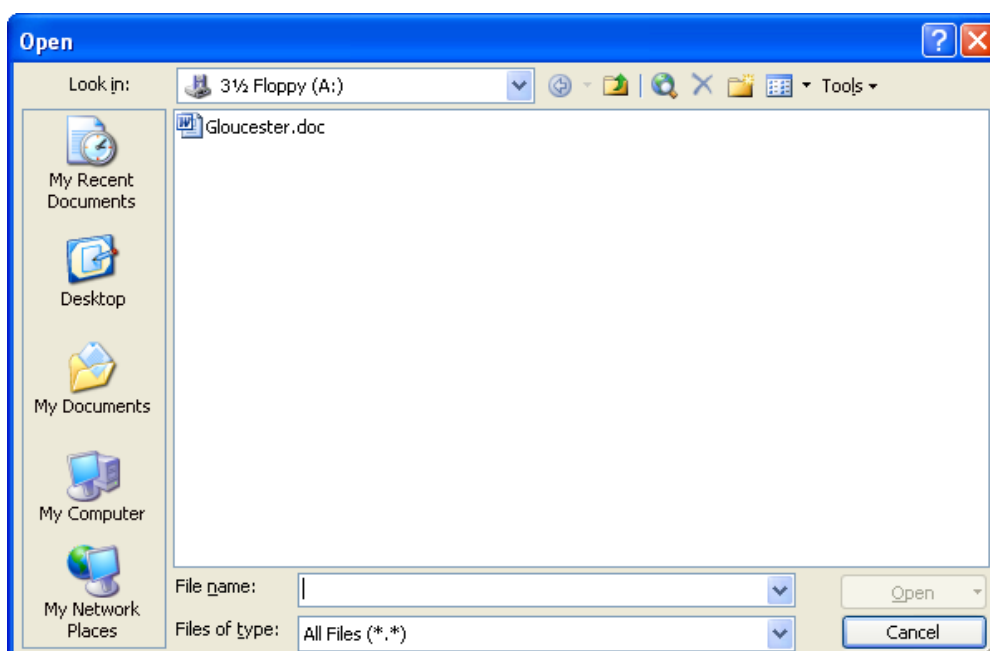 Open
Look in: 3½ Floppy (A:) Tools
Gloucester.doc
My Recent
Documents
Desktop
My Documents
My Computer
My Network
Places
File name:
Open
Files of type: All Files (*.*)
Cancel